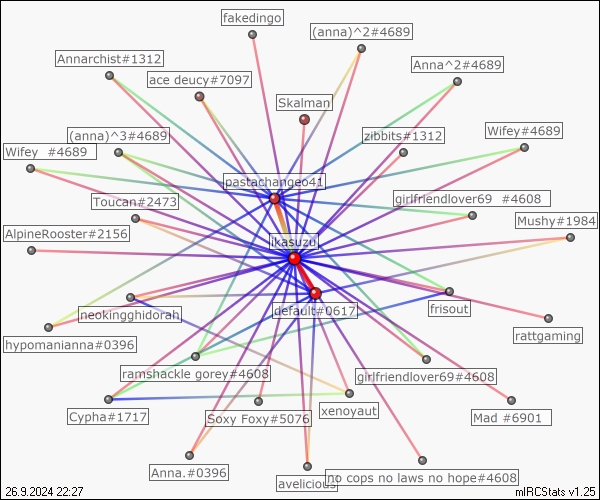 fakedingo
(anna)^2#4689
Annarchist#1312
Anna^2#4689
ace deucy#7097
Skalman
(anna)^3#4689
zibbits#1312
Wifey#4689
Wifey #4689
pastachangeo41
Toucan#2473
girlfriendlover69 #4608
Mushy#1984
AlpineRooster#2156
ikasuzu
neokingghidorah
default#0617
frisout
hypomanianna#0396
rattgaming
ramshackle gorey#4608
girlfriendlover69#4608
Cypha#1717
Soxy Foxy#5076
xenoyaut
Mad #6901
Anna.#0396
avelicious
no cops no laws no hope#4608
26.9.2024 22:27
mIRCStats v1.25